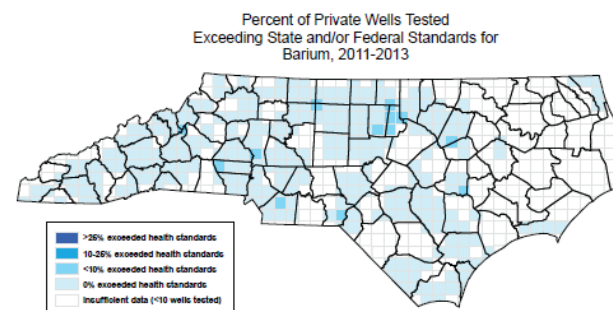 Percent of Private Wells Tested
Exceeding State and/or Federal Standards for
Barium, 2011-2013
>25% exceeded health standards
10-25% exceeded health standards
<10% exceeded health standards
0% exceeded health standards
Insufficient data (<10 wells tested)